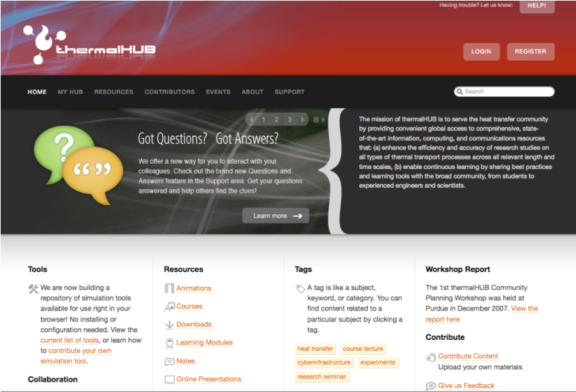 Having trouble? Let us know: HELP!
thermalHUB
LOGIN REGISTER
HOME MY HUB RESOURCES CONTRIBUTORS EVENTS ABOUT SUPPORT Search
1 2 3
Got Questions? Got Answers?
We offer a new way for you to interact with your
colleagues. Check out the brand new Questions and
Answers feature in the Support area. Get your questions
answered and help others find the clues!
Learn more
The mission of thermalHUB is to serve the heat transfer community
by providing convenient global access to comprehensive, state-
of-the-art information, computing, and communications resources
that: (a) enhance the efficiency and accuracy of research studies on
all types of thermal transport processes across all relevant length and
time scales, (b) enable continuous learning by sharing best practices
and learning tools with the broad community, from students to
experienced engineers and scientists.
Tools
We are now building a
repository of simulation tools
available for use right in your
browser! No installing or
configuration needed. View the
current list of tools, or learn how
to contribute your own
simulation tool.
Collaboration
Resources
Animations
Courses
Downloads
Learning Modules
Notes
Online Presentations
Tags
A tag is like a subject,
keyword, or category. You can
find content related to a
particular subject by clicking a
tag.
heat transfer course lecture
cyberinfrastructure experiments
research seminar
Workshop Report
The 1st thermalHUB Community
Planning Workshop was held at
Purdue in December 2007. View the
report here
Contribute
Contribute Content
Upload your own materials
Give us Feedback